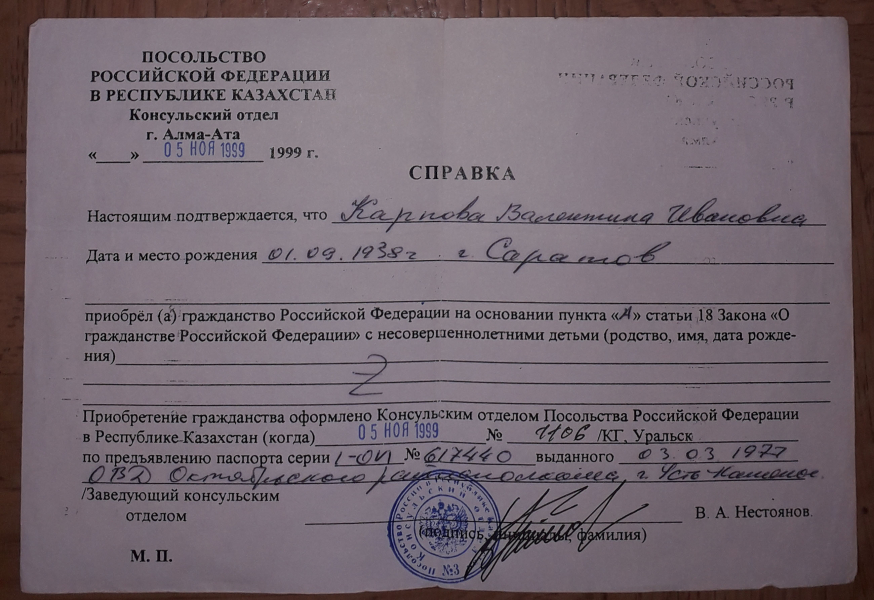 ПОСОЛЬСТВО
РОССИЙСКОЙ ФЕДЕРАЦИИ
В РЕСПУБЛИКЕ КАЗАХСТАН
Консульский отдел
г. Алма-Ата
«___» 05 НОЯ 1999 1999 г.
СПРАВКА
Настоящим подтверждается, что Карпова Валентина Ивановна
Дата и место рождения 01.09.1938г г. Саратов
приобрёл (а) гражданство Российской Федерации на основании пункта «А» статьи 18 Закона «О
гражданстве Российской Федерации» с несовершеннолетними детьми (родство, имя, дата рожде-
ния)
Z
Приобретение гражданства оформлено Консульским отделом Посольства Российской Федерации
в Республике Казахстан (когда) 05 НОЯ 1999 № 1106 /КГ, Уральск
по предъявлению паспорта серии I-ОИ № 617440 выданного 03.03.1977
ОВД Октябрьского г. Усть-
/Заведующий консульским
отделом
В. А. Нестоянов.
(подпись, фамилия)
М. П.
№3